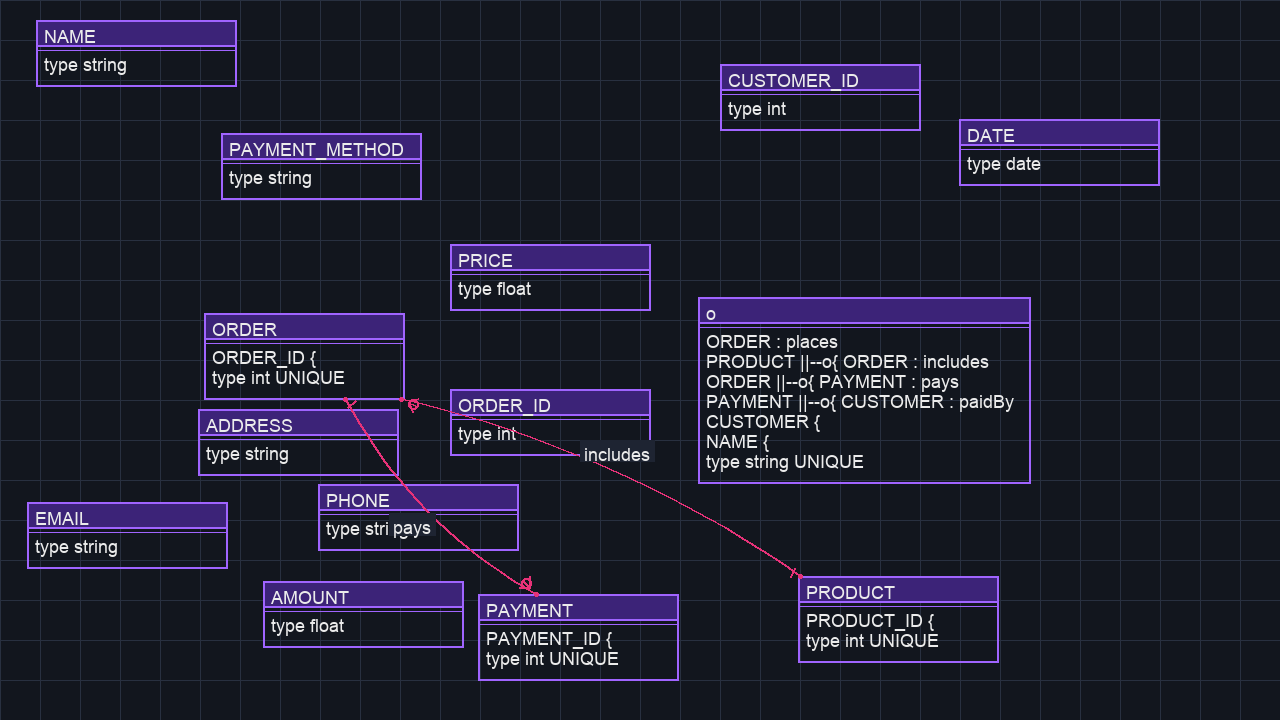 NAME
type string
CUSTOMER_ID
type int
DATE
type date
PAYMENT_METHOD
type string
PRICE
type float
o
ORDER : places
PRODUCT ||--o{ ORDER : includes
ORDER ||--o{ PAYMENT : pays
PAYMENT ||--o{ CUSTOMER : paidBy
CUSTOMER {
NAME {
type string UNIQUE
ORDER
ORDER_ID {
type int UNIQUE
ORDER_ID
type int
includes
ADDRESS
type string
PHONE
type stri
pays
EMAIL
type string
AMOUNT
type float
PAYMENT
PAYMENT_ID {
type int UNIQUE
PRODUCT
PRODUCT_ID {
type int UNIQUE